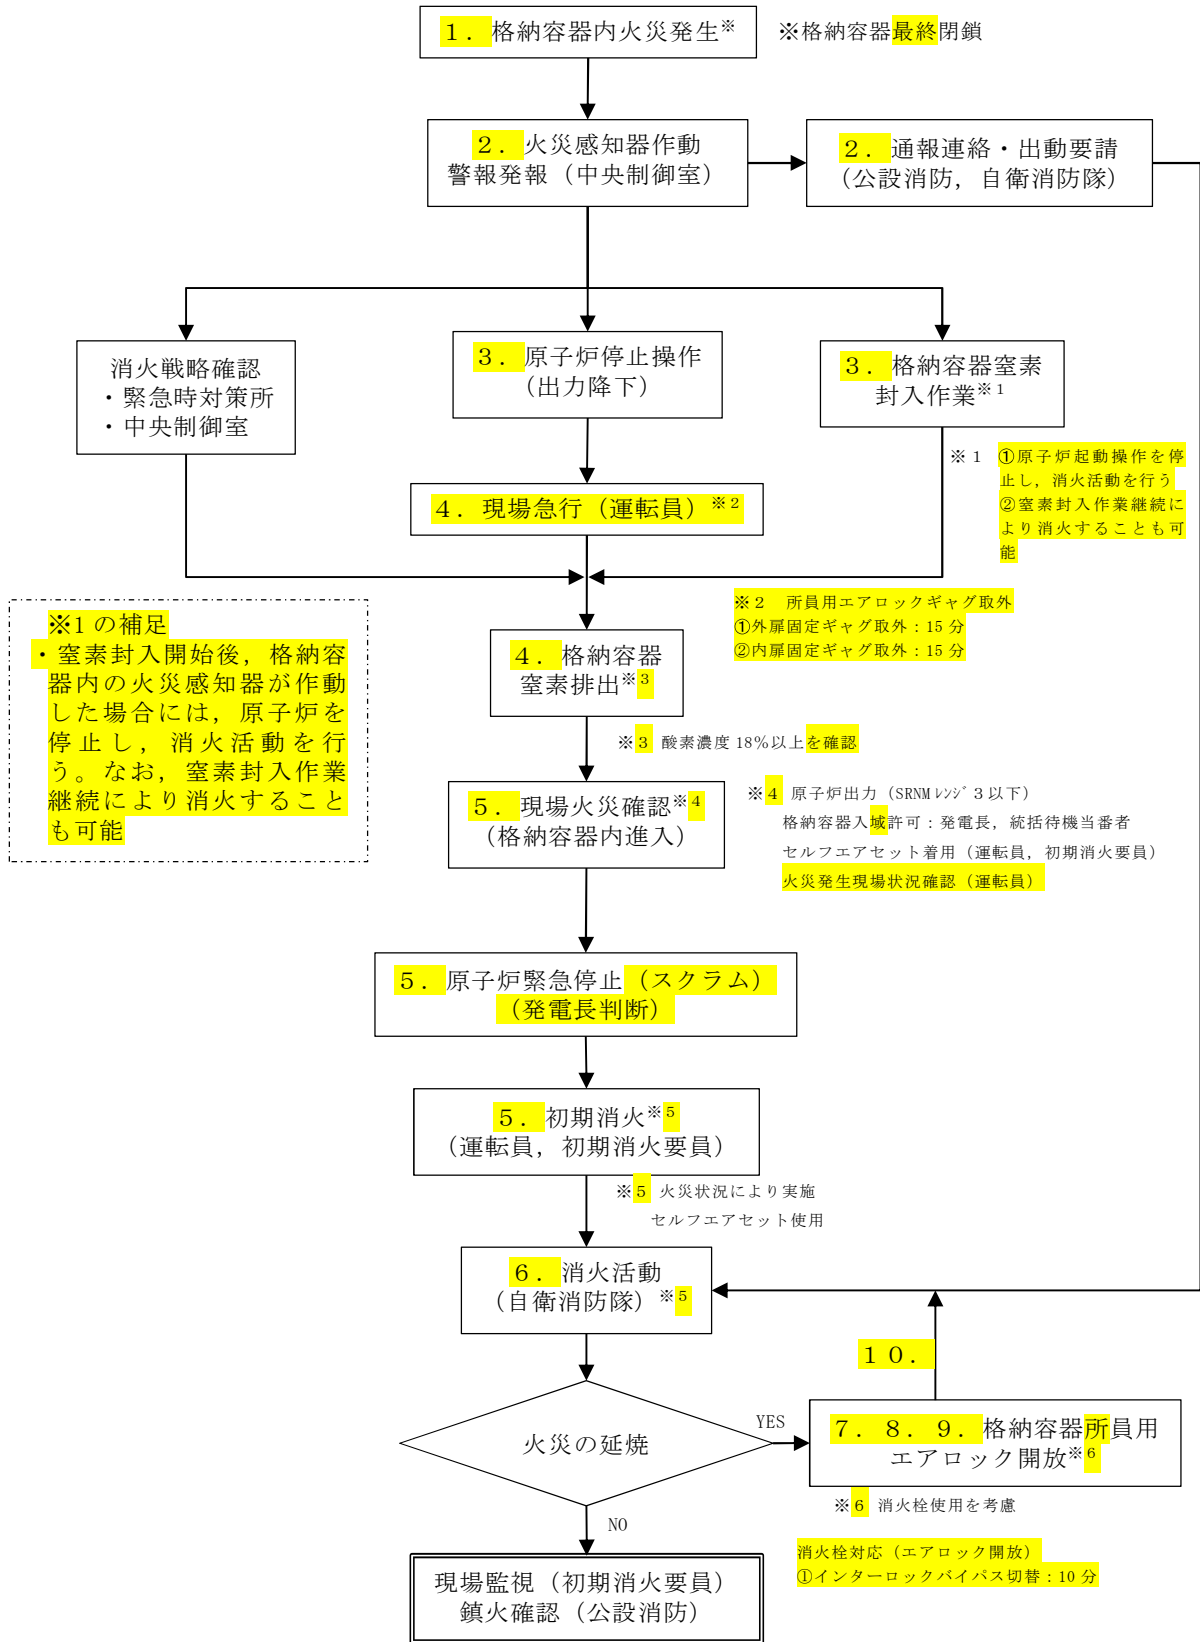 １．格納容器内火災発生※
※格納容器最終閉鎖
２．火災感知器作動
警報発報（中央制御室）
２．通報連絡・出動要請
（公設消防，自衛消防隊）
消火戦略確認
・緊急時対策所
・中央制御室
３．原子炉停止操作
（出力降下）
３．格納容器窒素
封入作業※1
※1 ①原子炉起動操作を停
止し，消火活動を行う
②窒素封入作業継続に
より消火することも可
能
４．現場急行（運転員）※2
※1の補足
・窒素封入開始後，格納容
器内の火災感知器が作動
した場合には，原子炉を
停止し，消火活動を行
う。なお，窒素封入作業
継続により消火すること
も可能
※２ 所員用エアロックギャグ取外
①外扉固定ギャグ取外：15分
②内扉固定ギャグ取外：15分
４．格納容器
窒素排出※3
※3 酸素濃度18%以上を確認
５．現場火災確認※4
（格納容器内進入）
※4 原子炉出力（SRNMﾚﾝｼﾞ3以下）
格納容器入域許可：発電長，統括待機当番者
セルフエアセット着用（運転員，初期消火要員）
火災発生現場状況確認（運転員）
５．原子炉緊急停止（スクラム）
（発電長判断）
５．初期消火※5
（運転員，初期消火要員）
※5 火災状況により実施
セルフエアセット使用
６．消火活動
（自衛消防隊）※5
１０．
火災の延焼
YES
７．８．９．格納容器所員用
エアロック開放※6
※6 消火栓使用を考慮
NO
消火栓対応（エアロック開放）
①インターロックバイパス切替：10分
現場監視（初期消火要員）
鎮火確認（公設消防）